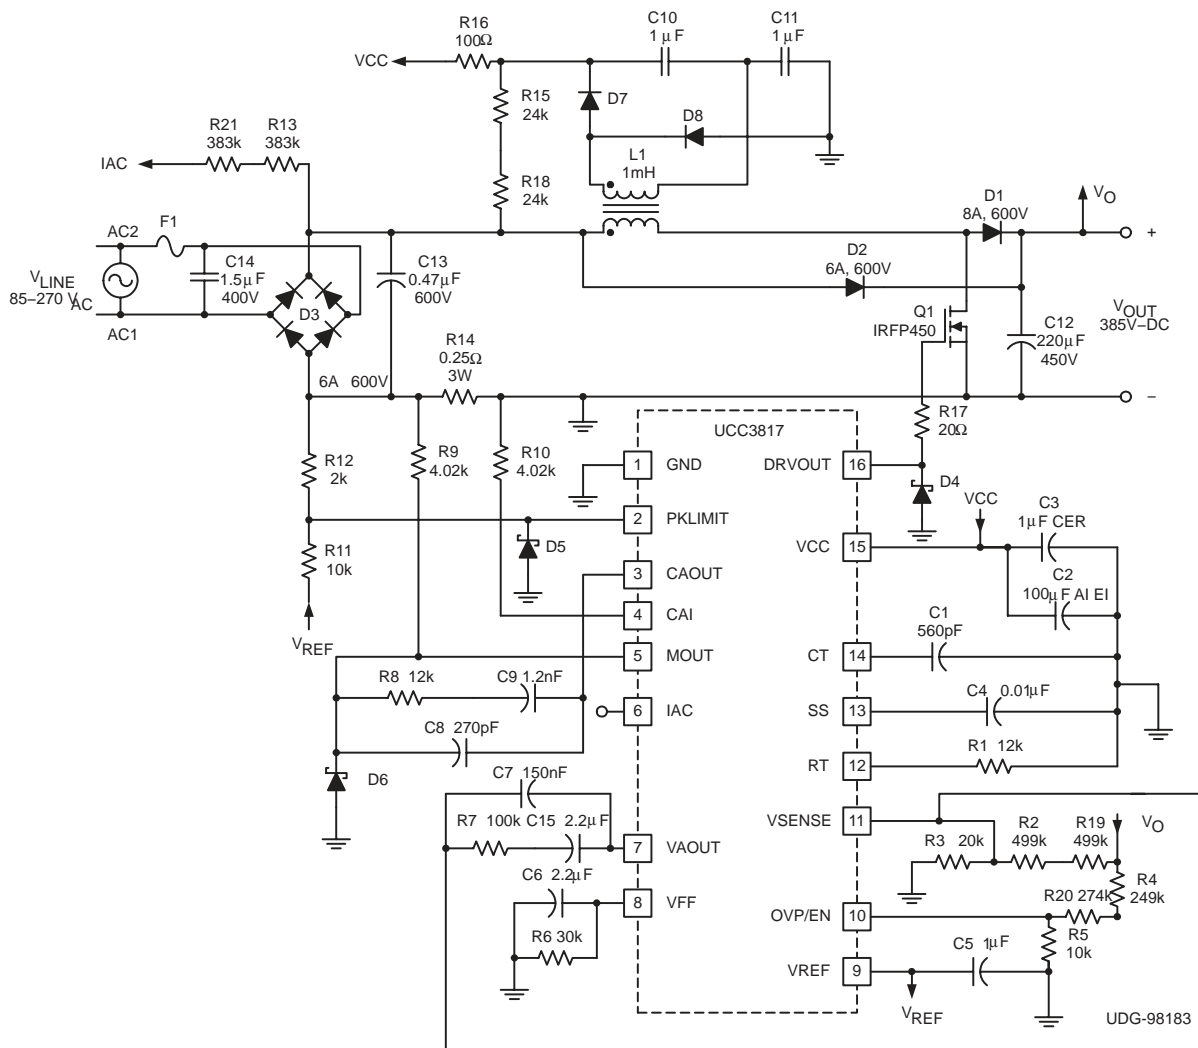 R16
100Ω
VCC
C10
1 µF
C11
1 µF
D7
R15
24k
D8
R21
383k
R13
383k
IAC
L1
1mH
R18
24k
D1
8A, 600V
VO
AC2
F1
+
D2
6A, 600V
C14
1.5µF
400V
C13
0.47µF
600V
VLINE
85–270 VAC
D3
Q1
IRFP450
VOUT
385V–DC
AC1
C12
220µF
450V
R14
0.25Ω
3W
6A 600V
–
R17
20Ω
UCC3817
R12
2k
R9
4.02k
R10
4.02k
1
GND
DRVOUT
16
D4
VCC
C3
1µF CER
2
PKLIMIT
R11
10k
D5
VCC
15
3
CAOUT
C2
100µF AI EI
4
CAI
C1
560pF
VREF
5
MOUT
CT
14
R8 12k
C9 1.2nF
C4 0.01µF
6
IAC
SS
13
C8 270pF
R1 12k
RT
12
D6
C7 150nF
VSENSE
11
R7 100k
C15 2.2µF
VO
R3 20k
R2
499k
R19
499k
7
VAOUT
C6 2.2µF
R4
249k
R20 274k
8
VFF
OVP/EN
10
R6 30k
R5
10k
C5 1µF
VREF
9
VREF
UDG-98183